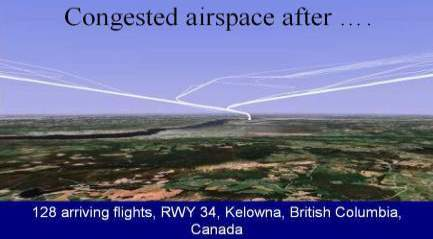 Congested airspace after ....
128 arriving flights, RWY 34, Kelowna, British Columbia,
Canada